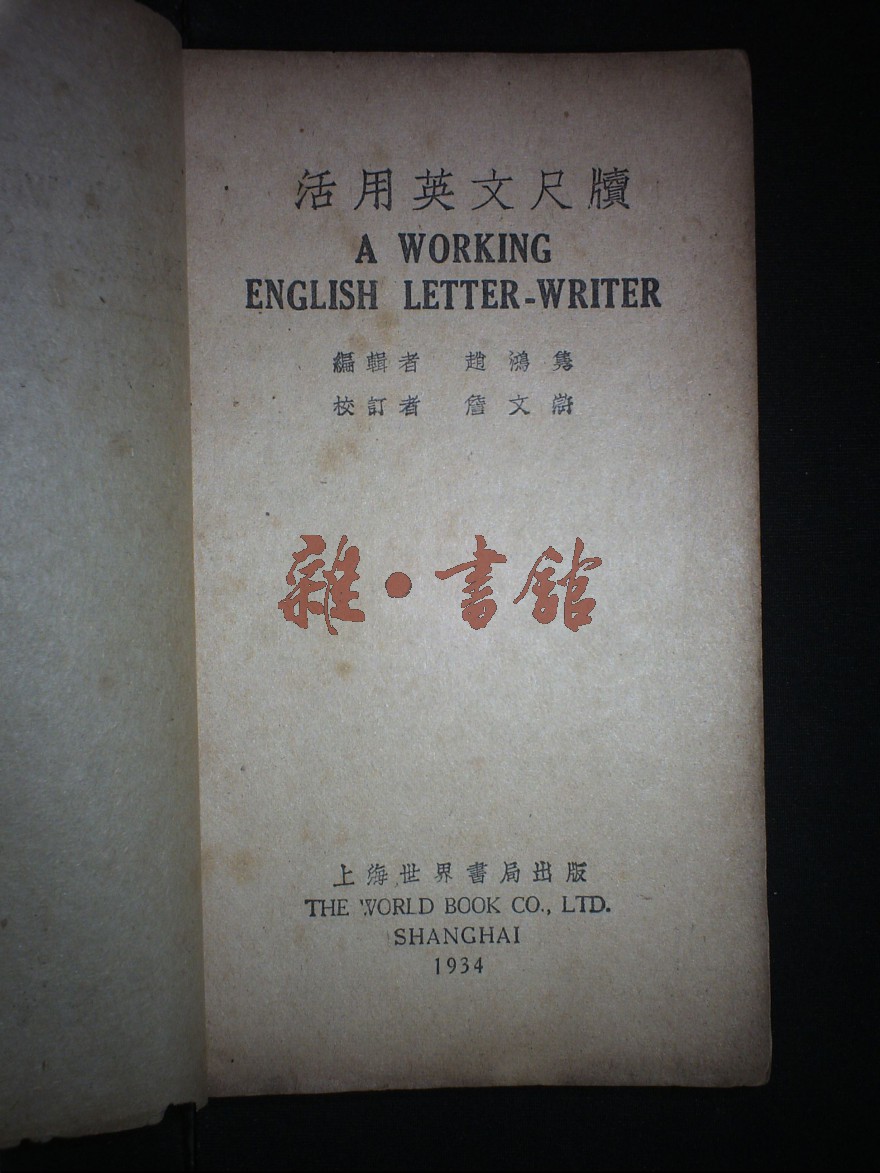 活用英文尺牘
A WORKING
ENGLISH LETTER-WRITER
編輯者 趙鴻雋
校訂者 詹文滸
雜·書館
上海世界書局出版
THE WORLD BOOK CO., LTD.
SHANGHAI
1934